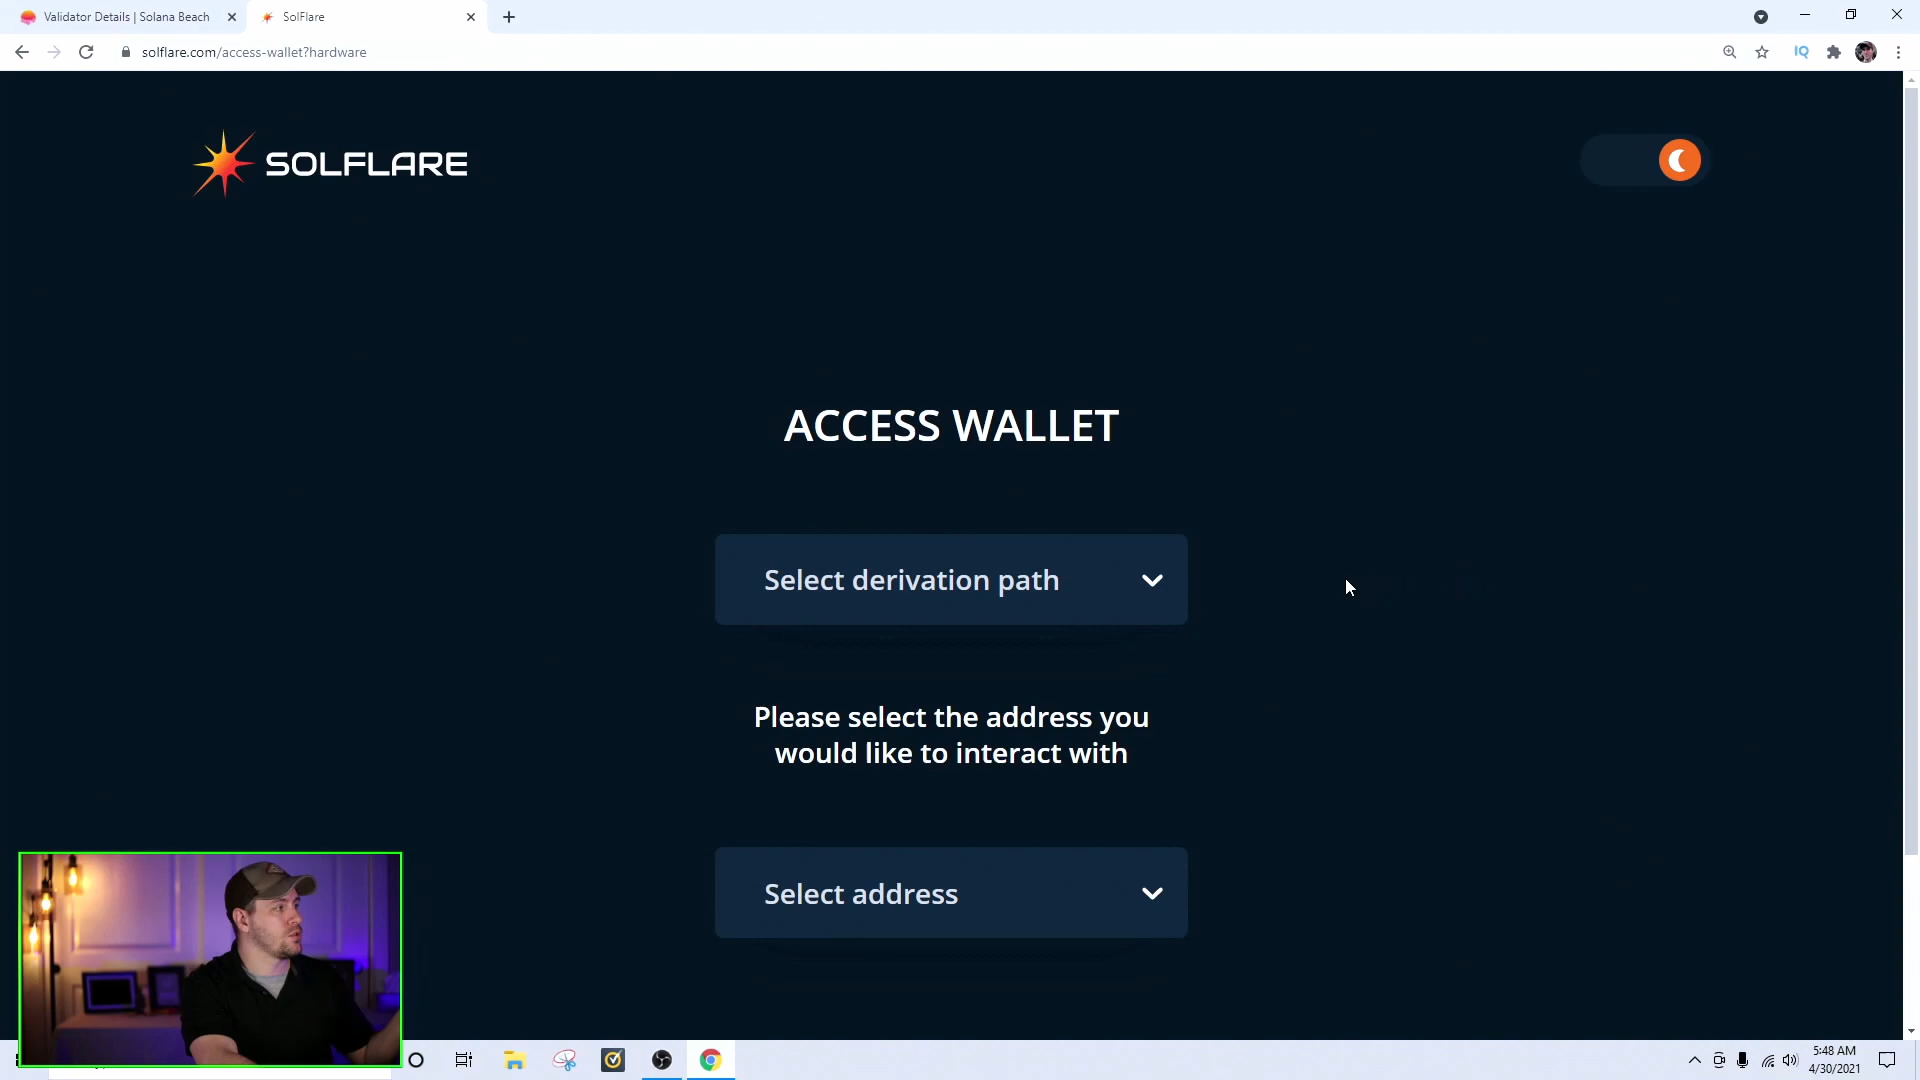 Validator Details | Solana Beach
SolFlare
solflare.com/access-wallet?hardware
IQ
SOLFLARE
ACCESS WALLET
Select derivation path
Please select the address you
would like to interact with
Select address
5:48 AM
4/30/2021